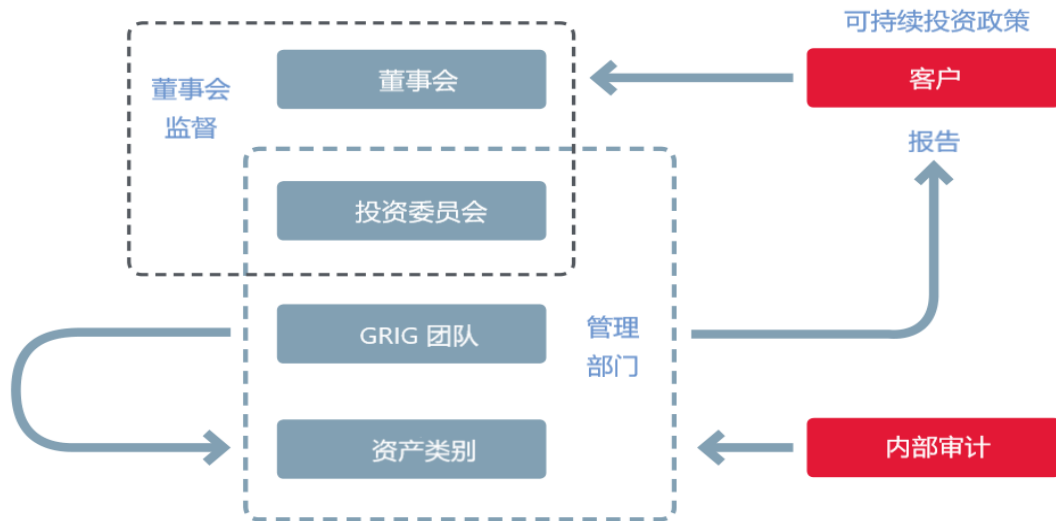 可持续投资政策
董事会
客户
董事会
监督
报告
投资委员会
GRIG 团队
管理
部门
资产类别
内部审计